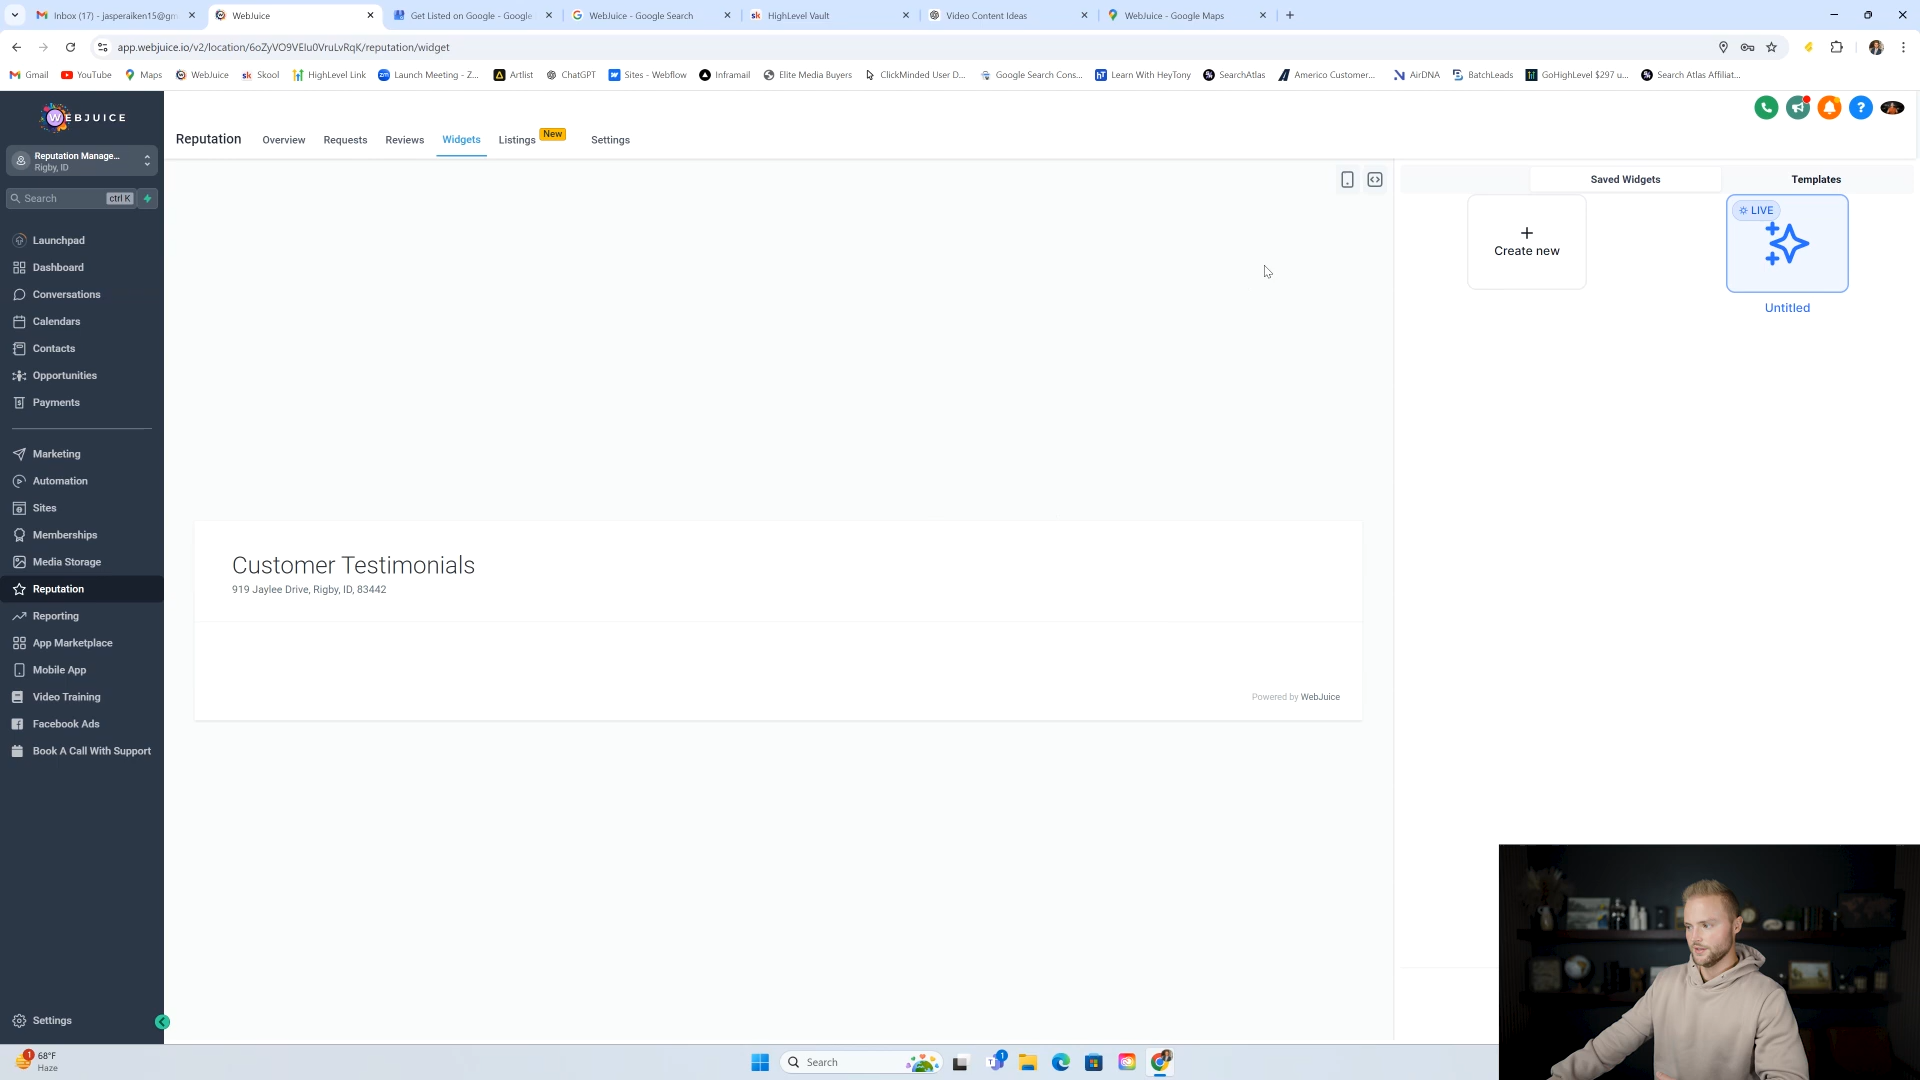 Inbox (17) - jasperaiken15@gm
WebJuice
Get Listed on Google - Google
WebJuice - Google Search
HighLevel Vault
Video Content Ideas
WebJuice - Google Maps
app.webjuice.io/v2/location/6oZyVO9VEIu0VruLvRqK/reputation/widget
Gmail
YouTube
Maps
WebJuice
Skool
HighLevel Link
Launch Meeting - Z...
Artlist
ChatGPT
Sites - Webflow
Inframail
Elite Media Buyers
ClickMinded User D...
Google Search Cons...
Learn With HeyTony
SearchAtlas
Americo Customer...
AirDNA
BatchLeads
GoHighLevel $297 u...
Search Atlas Affiliat...
WEBJUICE
Reputation Manage...
Rigby, ID
Search
ctrl K
Launchpad
Dashboard
Conversations
Calendars
Contacts
Opportunities
Payments
Marketing
Automation
Sites
Memberships
Media Storage
Reputation
Reporting
App Marketplace
Mobile App
Video Training
Facebook Ads
Book A Call With Support
Settings
Reputation
Overview
Requests
Reviews
Widgets
Listings
New
Settings
Saved Widgets
Templates
Create new
LIVE
Untitled
Customer Testimonials
919 Jaylee Drive, Rigby, ID, 83442
Powered by WebJuice
1
68°F
Haze
Search
1